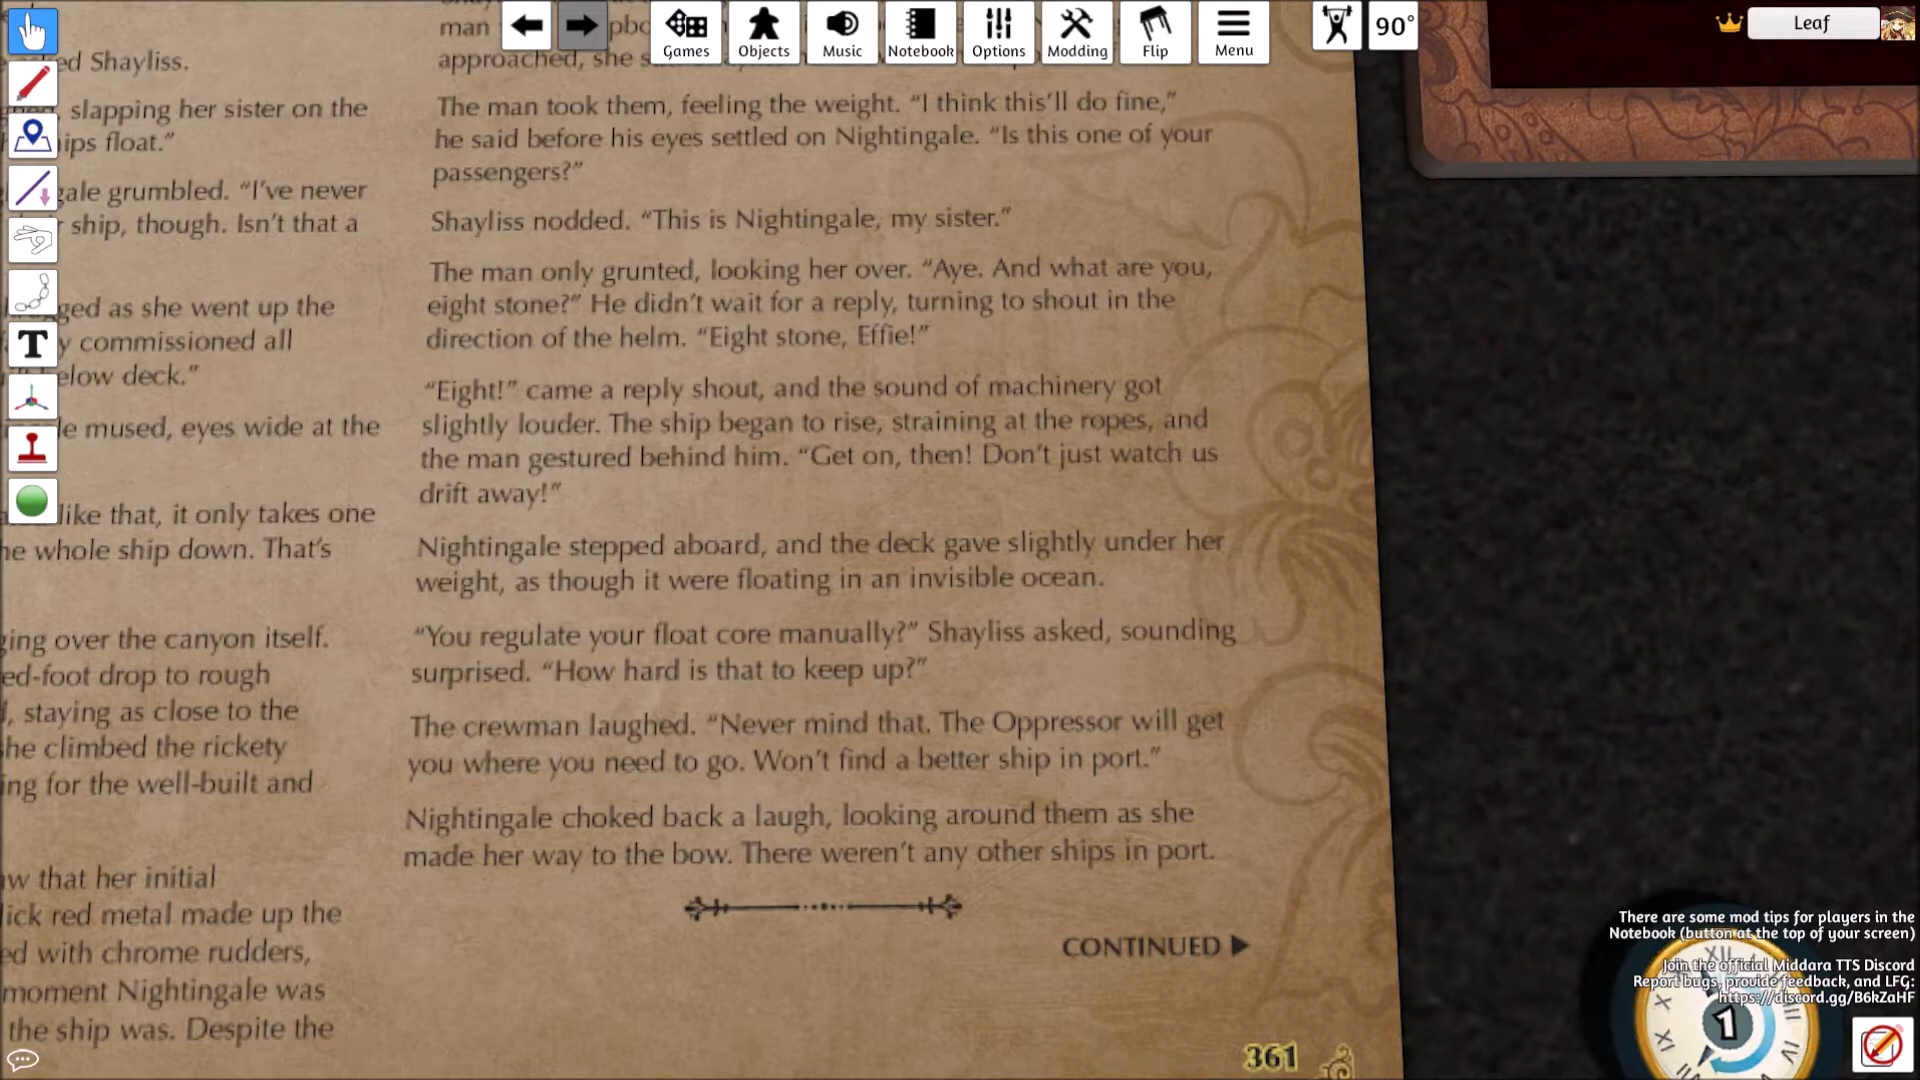 Games
Objects
Music
Notebook
Options
Modding
Flip
Menu
90°
Leaf
ed Shayliss.
slapping her sister on the
ips float.”
gale grumbled. “I’ve never
ship, though. Isn’t that a
ged as she went up the
y commissioned all
elow deck.”
le mused, eyes wide at the
like that, it only takes one
he whole ship down. That’s
ging over the canyon itself.
ed-foot drop to rough
, staying as close to the
she climbed the rickety
ing for the well-built and
aw that her initial
lick red metal made up the
ed with chrome rudders,
moment Nightingale was
the ship was. Despite the
man
approached, she
The man took them, feeling the weight. “I think this’ll do fine,”
he said before his eyes settled on Nightingale. “Is this one of your
passengers?”
Shayliss nodded. “This is Nightingale, my sister.”
The man only grunted, looking her over. “Aye. And what are you,
eight stone?” He didn’t wait for a reply, turning to shout in the
direction of the helm. “Eight stone, Effie!”
“Eight!” came a reply shout, and the sound of machinery got
slightly louder. The ship began to rise, straining at the ropes, and
the man gestured behind him. “Get on, then! Don’t just watch us
drift away!”
Nightingale stepped aboard, and the deck gave slightly under her
weight, as though it were floating in an invisible ocean.
“You regulate your float core manually?” Shayliss asked, sounding
surprised. “How hard is that to keep up?”
The crewman laughed. “Never mind that. The Oppressor will get
you where you need to go. Won’t find a better ship in port.”
Nightingale choked back a laugh, looking around them as she
made her way to the bow. There weren’t any other ships in port.
CONTINUED
361
There are some mod tips for players in the
Notebook (button at the top of your screen)
Join the official Middara TTS Discord
Report bugs, provide feedback, and LFG:
https://discord.gg/B6kZaHF
1